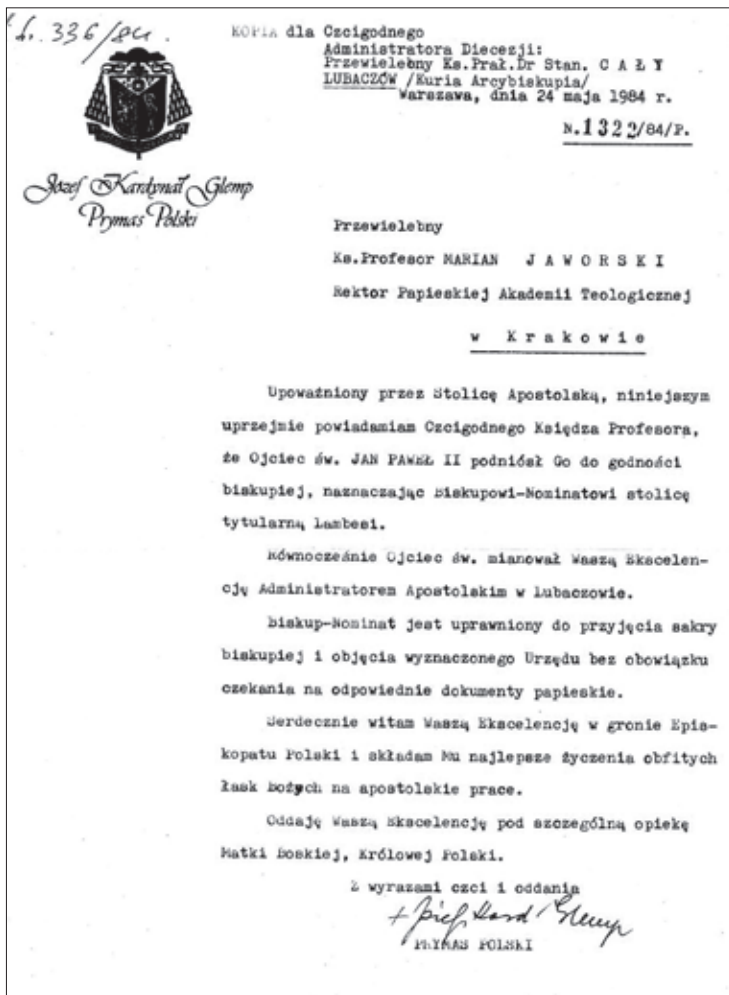 336/84.
KOPIA dla Czcigodnego
Administratora Diecezji:
Przewielebny Ks.Prał.Dr Stan. C A Ł Y
LUBACZÓW /Kuria Arcybiskupia/
Warszawa, dnia 24 maja 1984 r.
N.1322/84/P.
Józef Kardynał Glemp
Prymas Polski
Przewielebny
Ks.Profesor MARIAN J A W O R S K I
Rektor Papieskiej Akademii Teologicznej
w K r a k o w i e
Upoważniony przez Stolicę Apostolską, niniejszym
uprzejmie powiadamiam Czcigodnego Księdza Profesora,
że Ojciec św. JAN PAWEŁ II podniósł Go do godności
biskupiej, naznaczając Biskupowi-Nominatowi stolicę
tytularną Lambesi.
Równocześnie Ojciec św. mianował Waszą Ekscelen-
cję Administratorem Apostolskim w Lubaczowie.
Biskup-Nominat jest uprawniony do przyjęcia sakry
biskupiej i objęcia wyznaczonego Urzędu bez obowiązku
czekania na odpowiednie dokumenty papieskie.
Serdecznie witam Waszą Ekscelencję w gronie Epis-
kopatu Polski i składam Mu najlepsze życzenia obfitych
łask Bożych na apostolskie prace.
Oddaję Waszą Ekscelencję pod szczególną opiekę
Matki Boskiej, Królowej Polski.
Z wyrazami czci i oddania
+ Józef Kard. Glemp
PRYMAS POLSKI